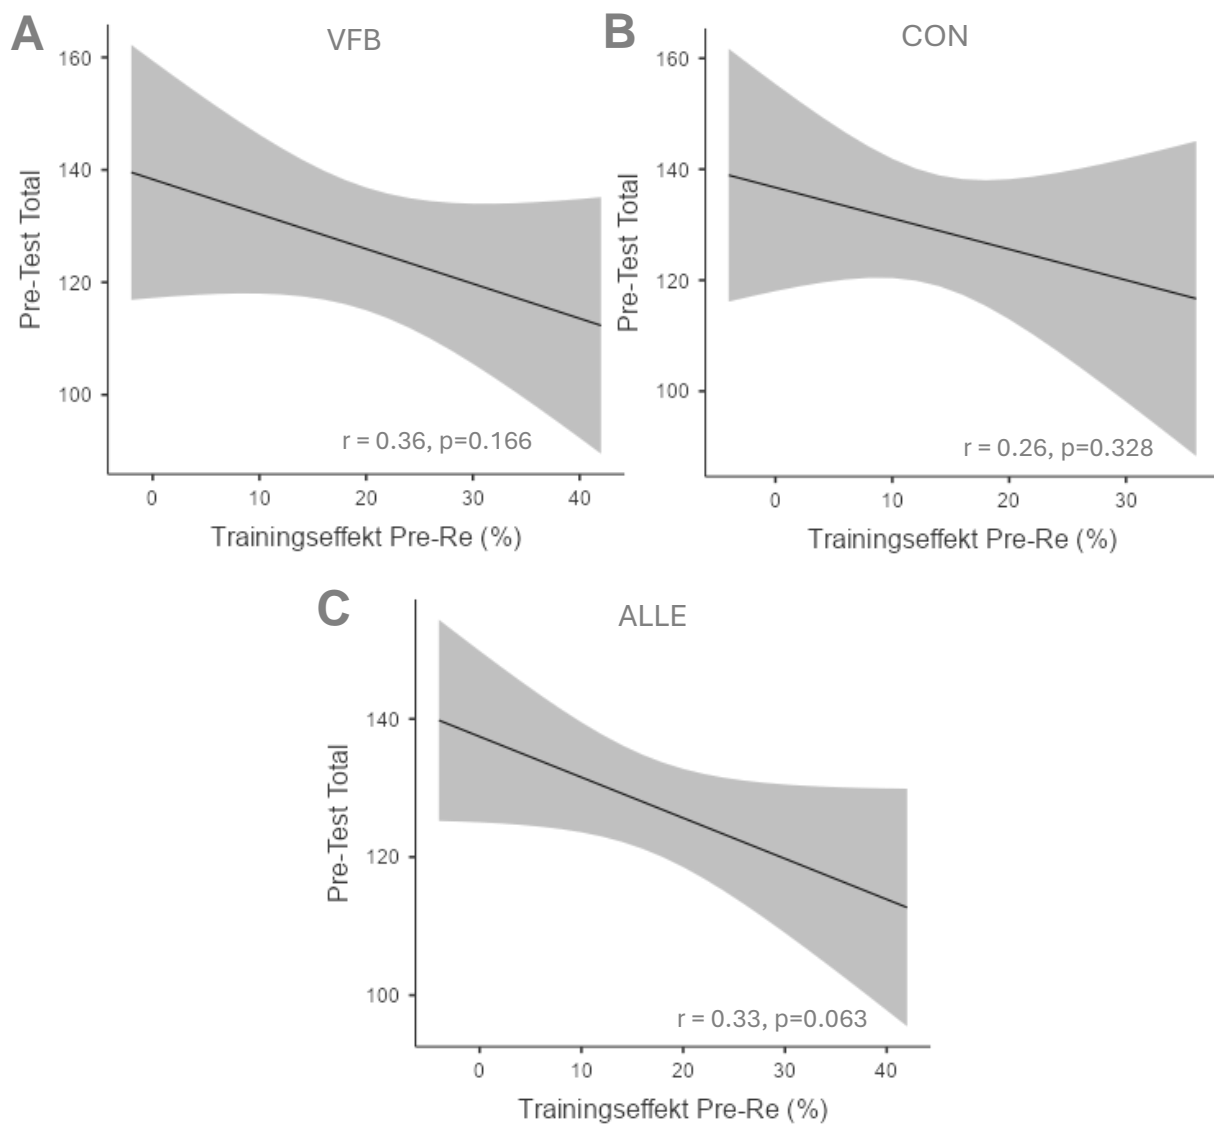 A
VFB
160
140
120
100
Pre-Test Total
r = 0.36, p=0.166
0 10 20 30 40
Trainingseffekt Pre-Re (%)
B
CON
160
140
120
100
Pre-Test Total
r = 0.26, p=0.328
0 10 20 30
Trainingseffekt Pre-Re (%)
C
ALLE
140
120
100
Pre-Test Total
r = 0.33, p=0.063
0 10 20 30 40
Trainingseffekt Pre-Re (%)